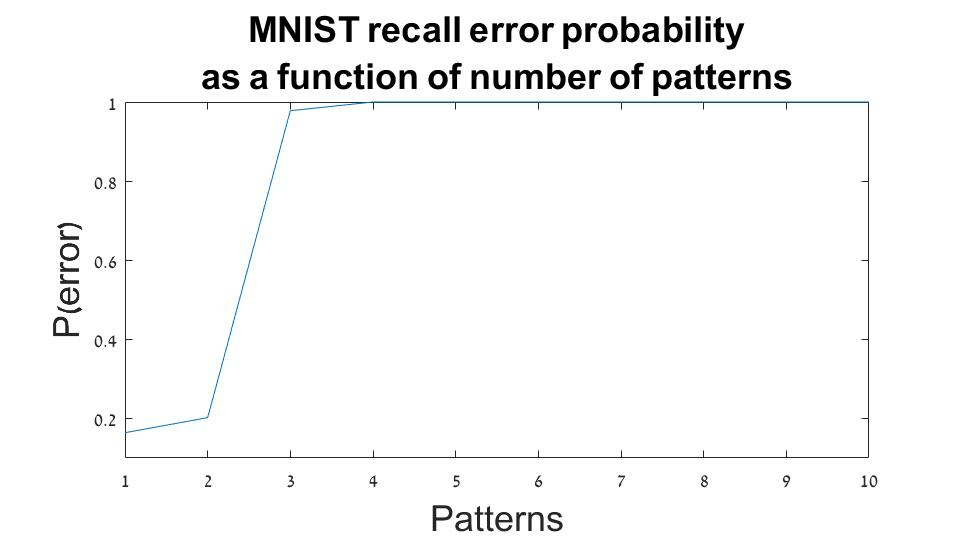 MNIST recall error probability
as a function of number of patterns
1
0.8
0.6
0.4
0.2
P(error)
1 2 3 4 5 6 7 8 9 10
Patterns